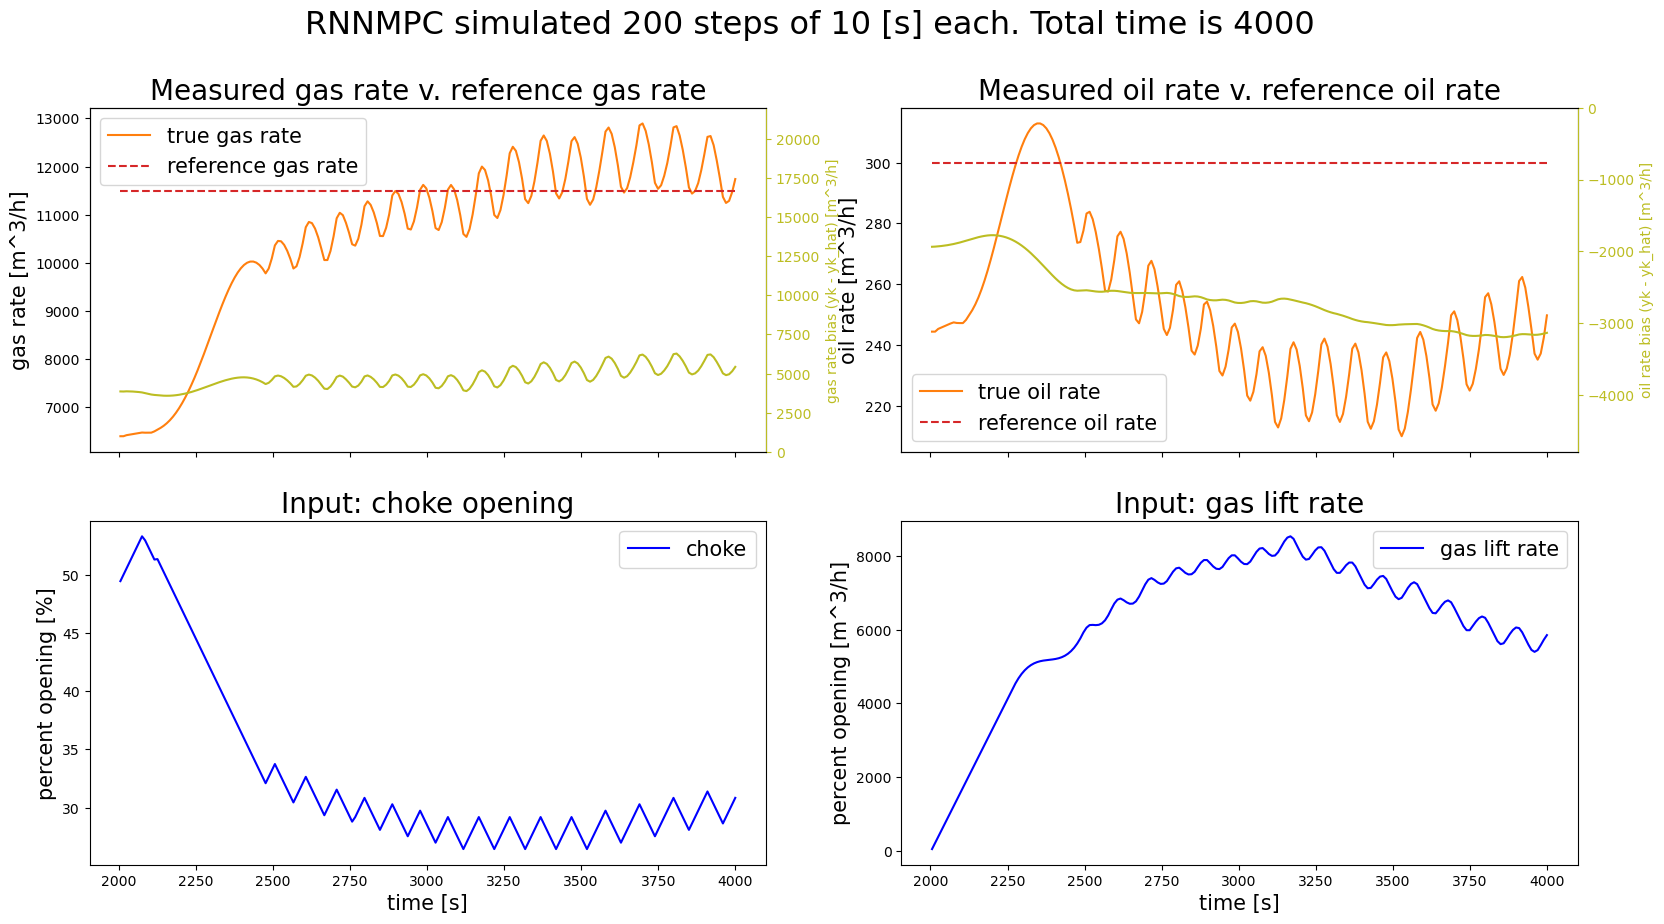 RNNMPC simulated 200 steps of 10 [s] each. Total time is 4000
Measured gas rate v. reference gas rate
13000
12000
11000
10000
9000
8000
7000
gas rate [m^3/h]
true gas rate
reference gas rate
20000
17500
15000
12500
10000
7500
5000
2500
0
gas rate bias (yk - yk_hat) [m^3/h]
Measured oil rate v. reference oil rate
300
280
260
240
220
oil rate [m^3/h]
true oil rate
reference oil rate
0
−1000
−2000
−3000
−4000
oil rate bias (yk - yk_hat) [m^3/h]
Input: choke opening
50
45
40
35
30
percent opening [%]
choke
2000 2250 2500 2750 3000 3250 3500 3750 4000
time [s]
Input: gas lift rate
8000
6000
4000
2000
0
percent opening [m^3/h]
gas lift rate
2000 2250 2500 2750 3000 3250 3500 3750 4000
time [s]